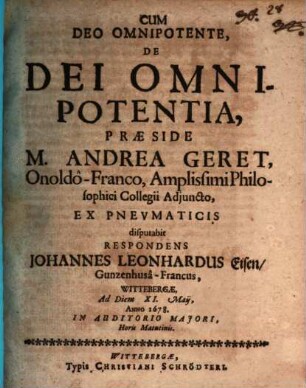 CUM
DEO OMNIPOTENTE,
DE
DEI OMNI-
POTENTIA,
PRÆSIDE
M. ANDREA GERET,
Onoldô-Franco, Amplissimi Philo-
sophici Collegii Adjuncto,
EX PNEVMATICIS
disputabit
RESPONDENS
JOHANNES LEONHARDUS Eisen/
Gunzenhusâ-Francus,
WITTEBERGÆ,
Ad Diem XI. Maij,
Anno 1678.
IN AUDITORIO MAJORI,
Horis Matutinis.
WITTEBERGÆ,
Typis CHRISTIANI SCHRÖDTERI.